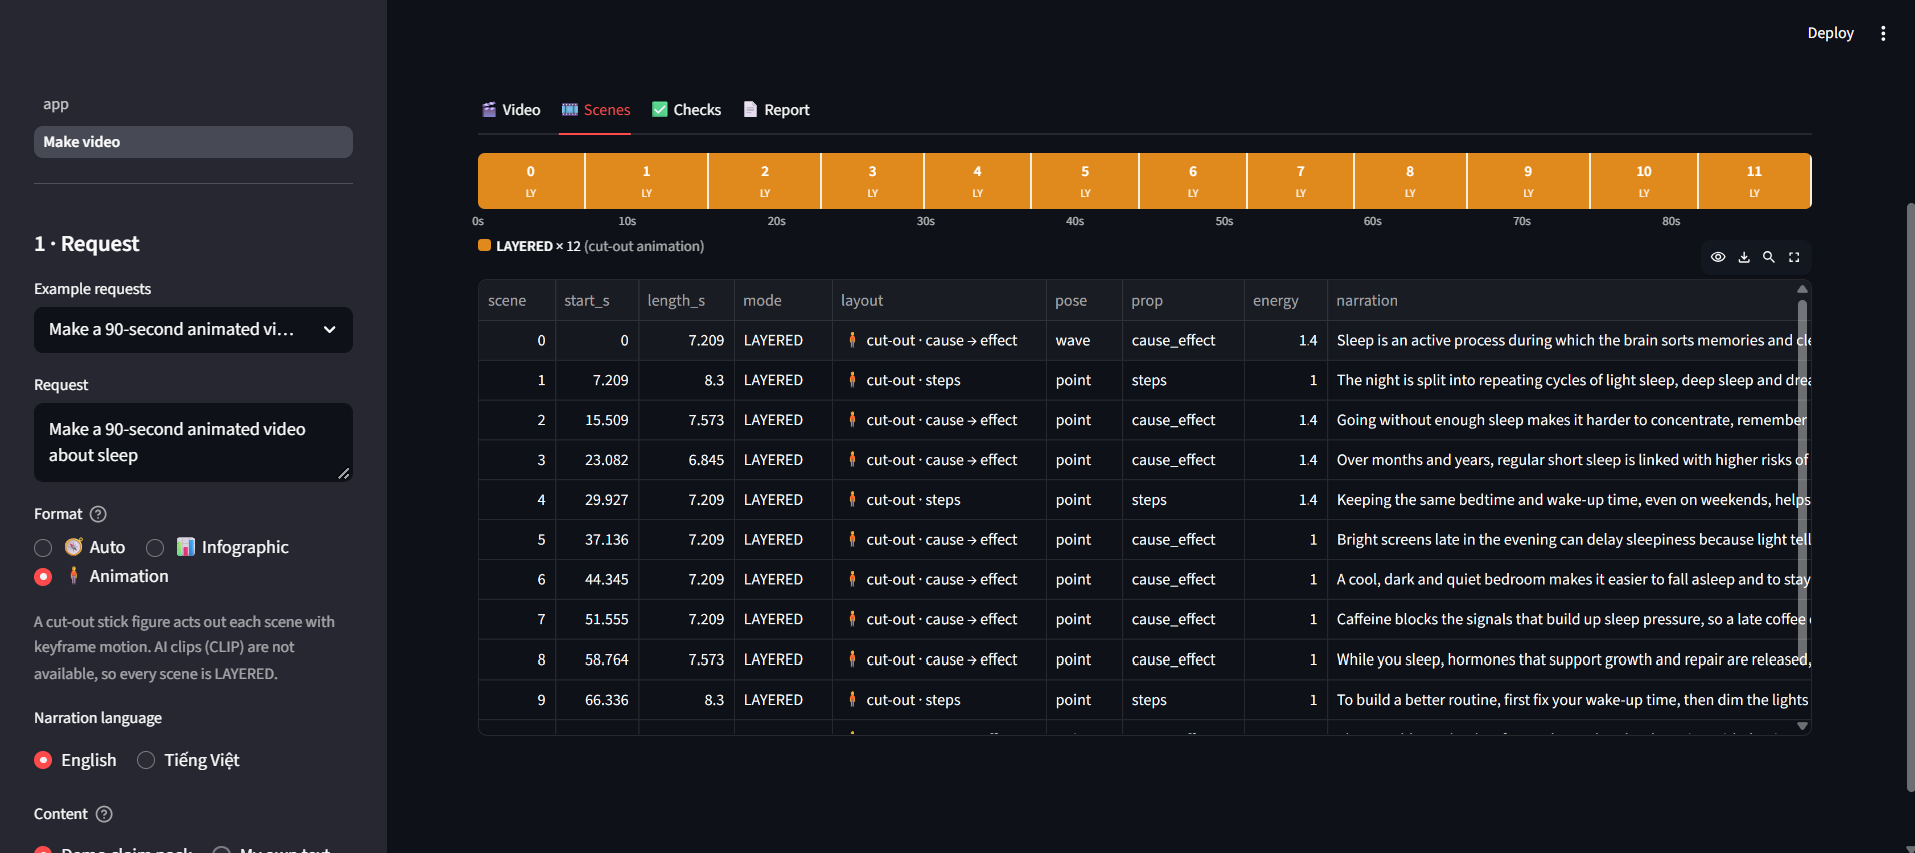 Deploy
app
Make video
1 · Request
Example requests
Make a 90-second animated vi...
Request
Make a 90-second animated video
about sleep
Format
Auto
Infographic
Animation
A cut-out stick figure acts out each scene with
keyframe motion. AI clips (CLIP) are not
available, so every scene is LAYERED.
Narration language
English
Tiếng Việt
Content
Video Scenes Checks Report
0 1 2 3 4 5 6 7 8 9 10 11
LY LY LY LY LY LY LY LY LY LY LY LY
0s 10s 20s 30s 40s 50s 60s 70s 80s
LAYERED × 12 (cut-out animation)
scene start_s length_s mode layout pose prop energy narration
0 0 7.209 LAYERED cut-out · cause → effect wave cause_effect 1.4 Sleep is an active process during which the brain sorts memories and
1 7.209 8.3 LAYERED cut-out · steps point steps 1 The night is split into repeating cycles of light sleep, deep sleep and
2 15.509 7.573 LAYERED cut-out · cause → effect point cause_effect 1.4 Going without enough sleep makes it harder to concentrate, remember
3 23.082 6.845 LAYERED cut-out · cause → effect point cause_effect 1.4 Over months and years, regular short sleep is linked with higher risks of
4 29.927 7.209 LAYERED cut-out · steps point steps 1.4 Keeping the same bedtime and wake-up time, even on weekends, helps
5 37.136 7.209 LAYERED cut-out · cause → effect point cause_effect 1 Bright screens late in the evening can delay sleepiness because light tell
6 44.345 7.209 LAYERED cut-out · cause → effect point cause_effect 1 A cool, dark and quiet bedroom makes it easier to fall asleep and to stay
7 51.555 7.209 LAYERED cut-out · cause → effect point cause_effect 1 Caffeine blocks the signals that build up sleep pressure, so a late coffee
8 58.764 7.573 LAYERED cut-out · cause → effect point cause_effect 1 While you sleep, hormones that support growth and repair are released,
9 66.336 8.3 LAYERED cut-out · steps point steps 1 To build a better routine, first fix your wake-up time, then dim the lights